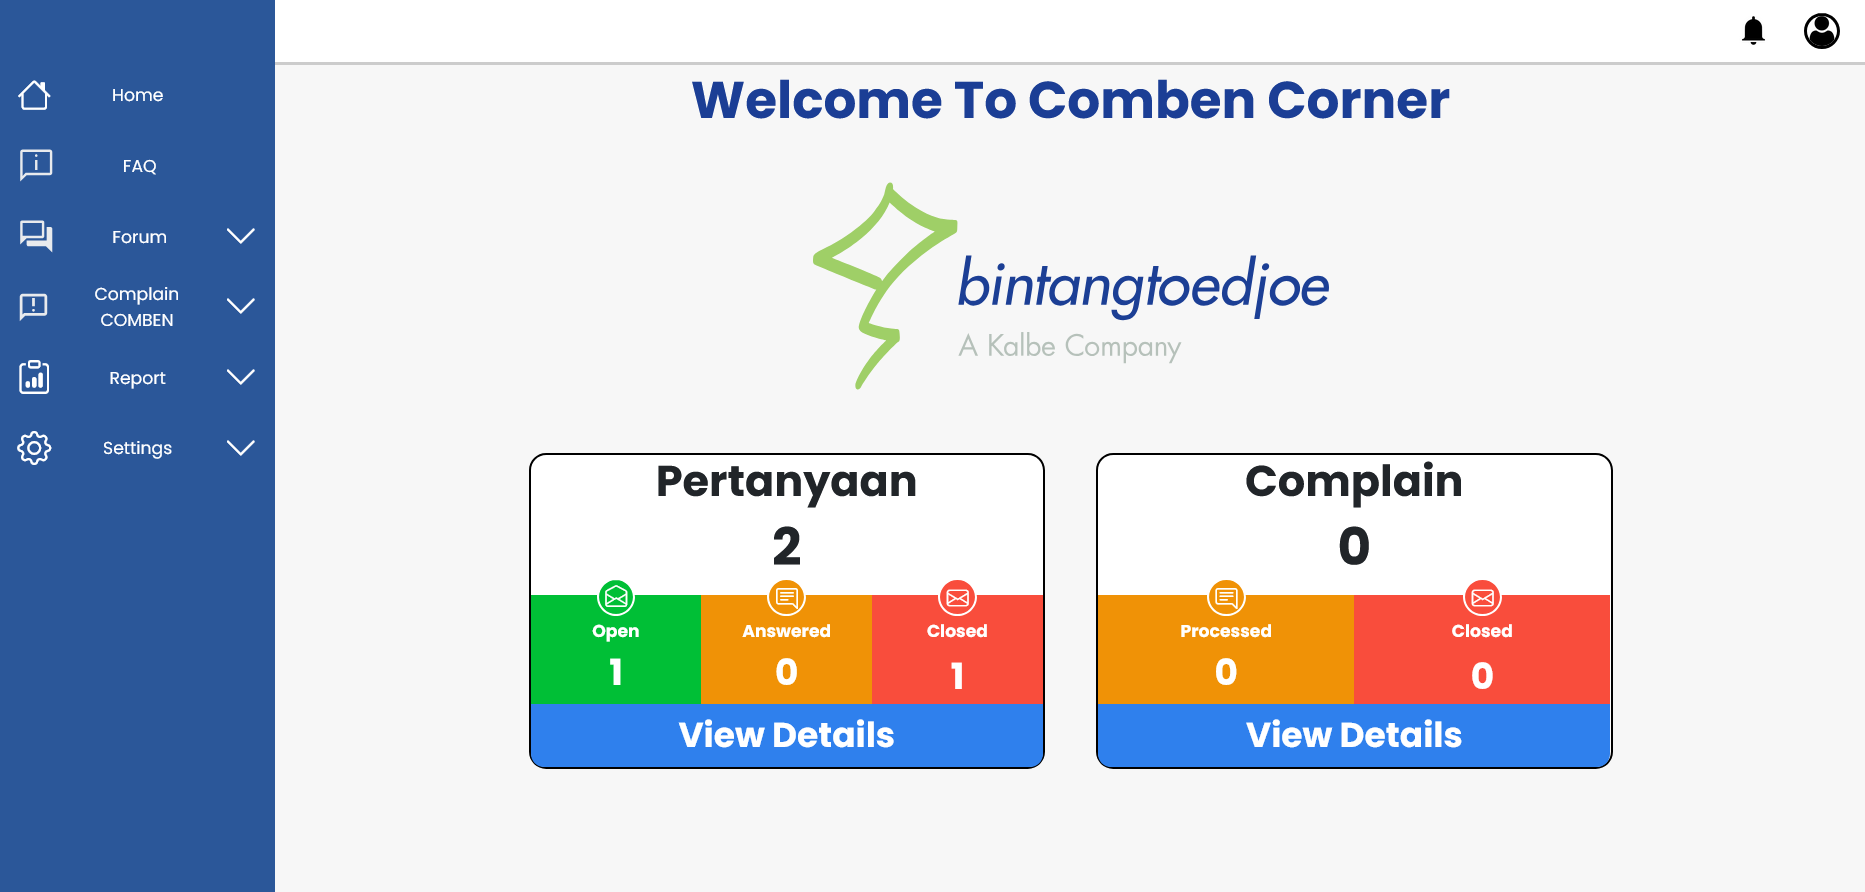 Home
FAQ
Forum
Complain
COMBEN
Report
Settings
Welcome To Comben Corner
bintangtoedjoe
A Kalbe Company
Pertanyaan
2
Open
1
Answered
0
Closed
1
View Details
Complain
0
Processed
0
Closed
0
View Details